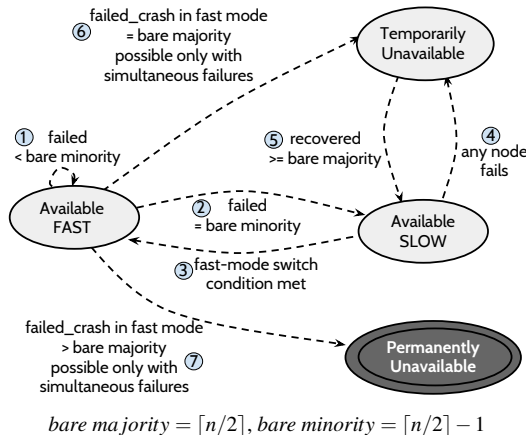 6 failed_crash in fast mode
= bare majority
possible only with
simultaneous failures
Temporarily
Unavailable
1 failed
< bare minority
5 recovered
>= bare majority
4
any node
fails
Available
FAST
2 failed
= bare minority
Available
SLOW
3 fast-mode switch
condition met
failed_crash in fast mode
> bare majority
possible only with 7
simultaneous failures
Permanently
Unavailable
bare majority = ⌈n/2⌉, bare minority = ⌈n/2⌉ − 1